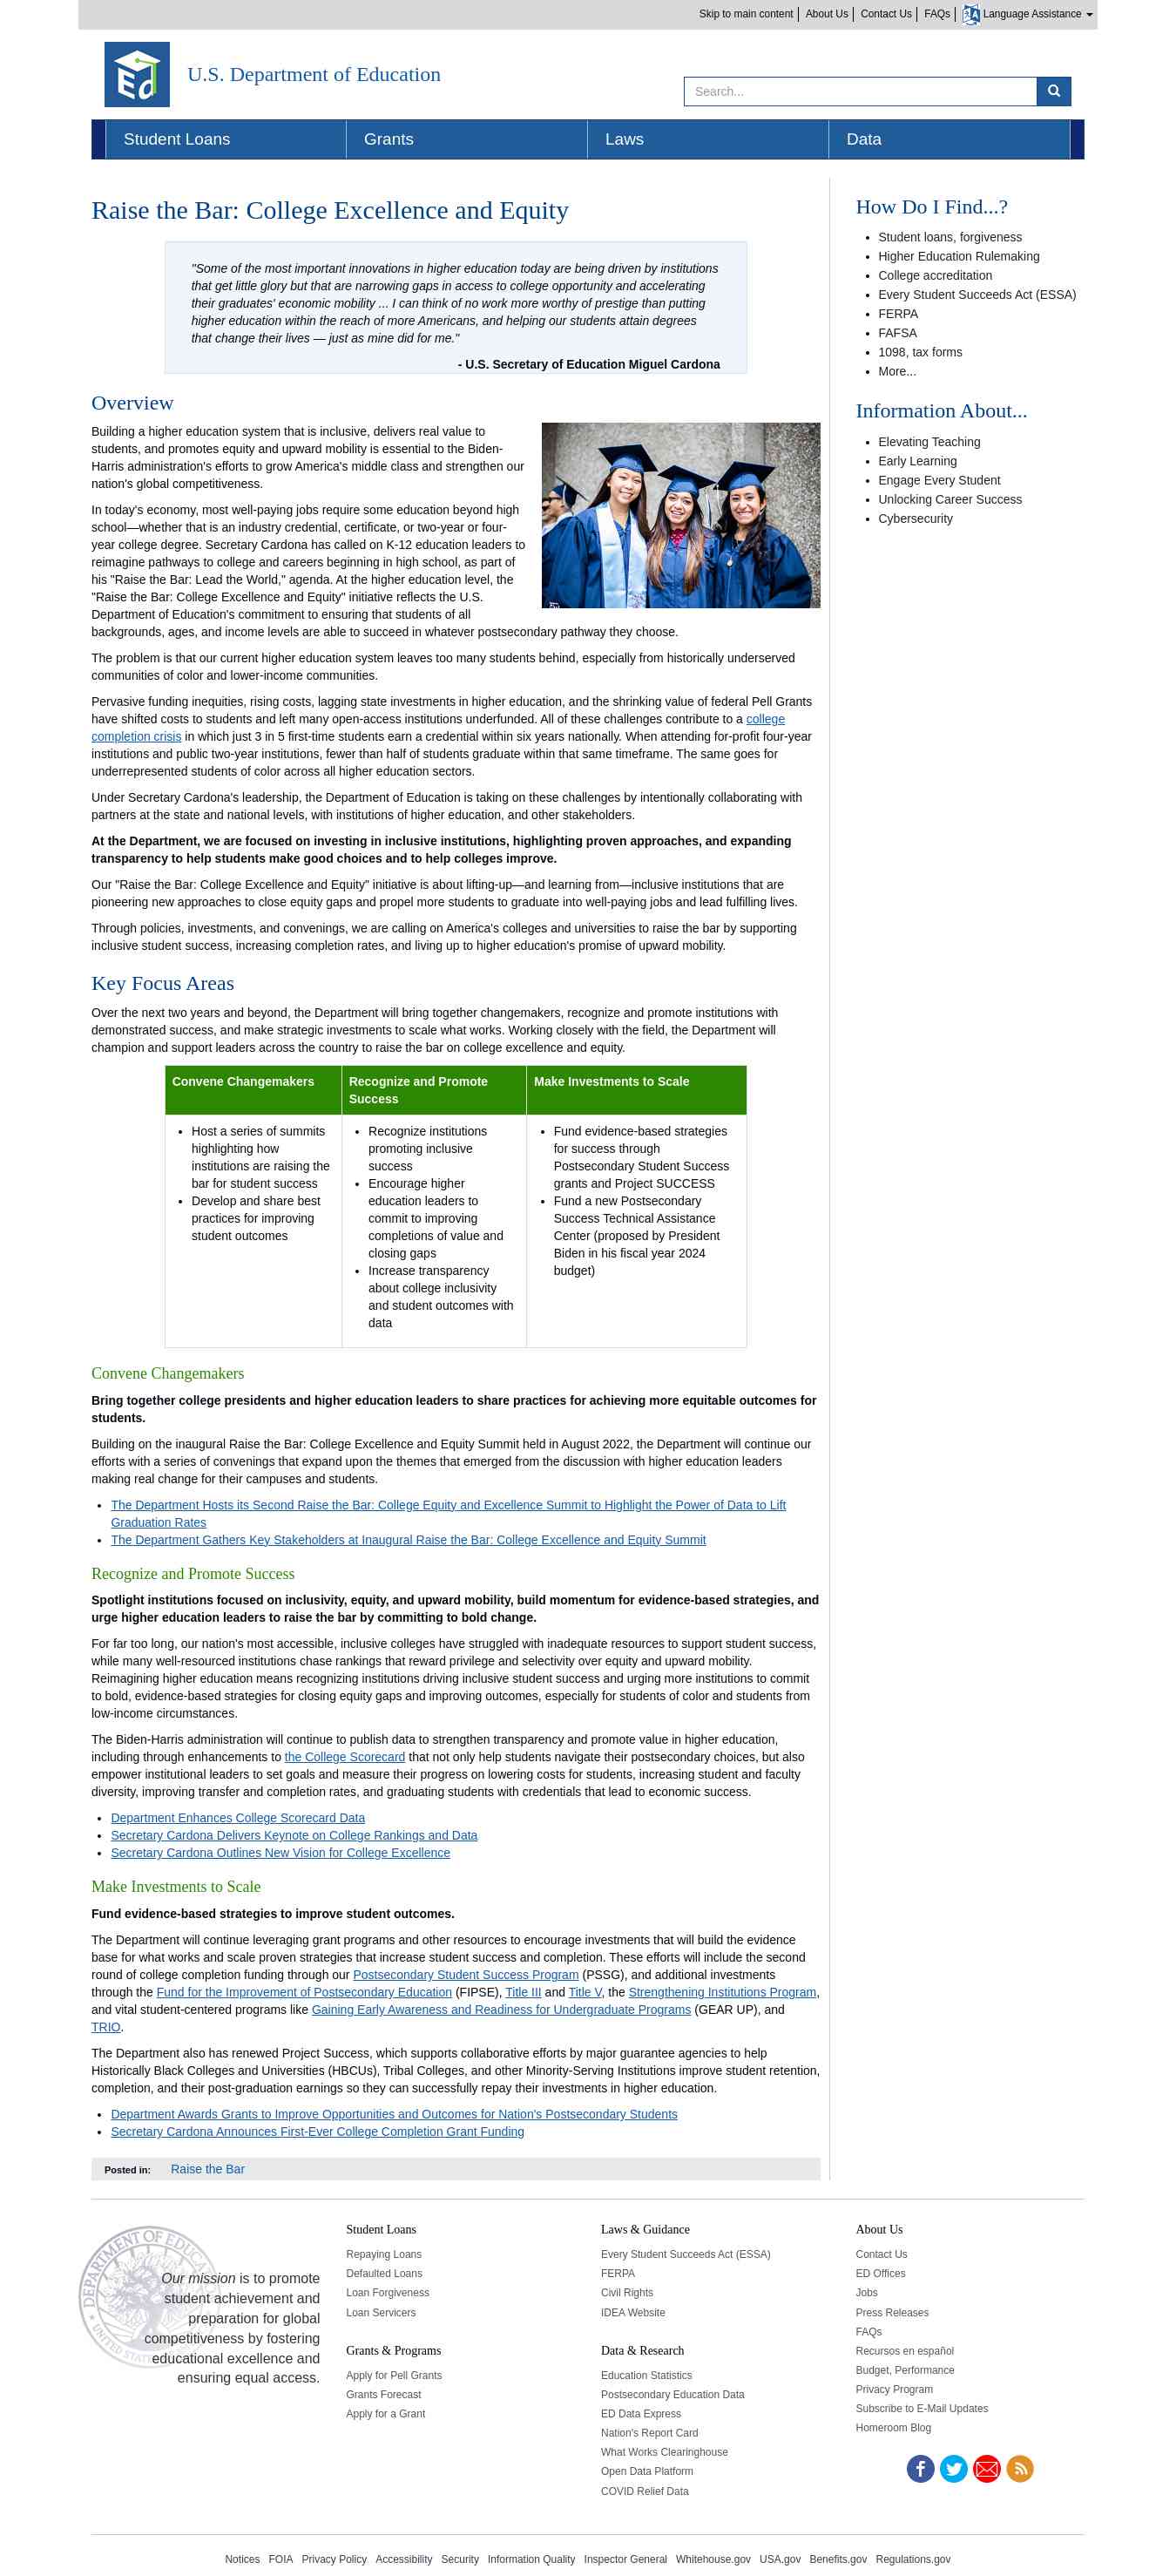 Skip to main content
About Us
Contact Us
FAQs
Language Assistance
U.S. Department of Education
Search...
Student Loans
Grants
Laws
Data
Raise the Bar: College Excellence and Equity
"Some of the most important innovations in higher education today are being driven by institutions
that get little glory but that are narrowing gaps in access to college opportunity and accelerating
their graduates' economic mobility ... I can think of no work more worthy of prestige than putting
higher education within the reach of more Americans, and helping our students attain degrees
that change their lives — just as mine did for me."
- U.S. Secretary of Education Miguel Cardona
Overview
Building a higher education system that is inclusive, delivers real value to
students, and promotes equity and upward mobility is essential to the Biden-
Harris administration's efforts to grow America's middle class and strengthen our
nation's global competitiveness.
In today's economy, most well-paying jobs require some education beyond high
school—whether that is an industry credential, certificate, or two-year or four-
year college degree. Secretary Cardona has called on K-12 education leaders to
reimagine pathways to college and careers beginning in high school, as part of
his "Raise the Bar: Lead the World," agenda. At the higher education level, the
"Raise the Bar: College Excellence and Equity" initiative reflects the U.S.
Department of Education's commitment to ensuring that students of all
backgrounds, ages, and income levels are able to succeed in whatever postsecondary pathway they choose.
The problem is that our current higher education system leaves too many students behind, especially from historically underserved
communities of color and lower-income communities.
Pervasive funding inequities, rising costs, lagging state investments in higher education, and the shrinking value of federal Pell Grants
have shifted costs to students and left many open-access institutions underfunded. All of these challenges contribute to a college
completion crisis in which just 3 in 5 first-time students earn a credential within six years nationally. When attending for-profit four-year
institutions and public two-year institutions, fewer than half of students graduate within that same timeframe. The same goes for
underrepresented students of color across all higher education sectors.
Under Secretary Cardona's leadership, the Department of Education is taking on these challenges by intentionally collaborating with
partners at the state and national levels, with institutions of higher education, and other stakeholders.
At the Department, we are focused on investing in inclusive institutions, highlighting proven approaches, and expanding
transparency to help students make good choices and to help colleges improve.
Our "Raise the Bar: College Excellence and Equity" initiative is about lifting-up—and learning from—inclusive institutions that are
pioneering new approaches to close equity gaps and propel more students to graduate into well-paying jobs and lead fulfilling lives.
Through policies, investments, and convenings, we are calling on America's colleges and universities to raise the bar by supporting
inclusive student success, increasing completion rates, and living up to higher education's promise of upward mobility.
Key Focus Areas
Over the next two years and beyond, the Department will bring together changemakers, recognize and promote institutions with
demonstrated success, and make strategic investments to scale what works. Working closely with the field, the Department will
champion and support leaders across the country to raise the bar on college excellence and equity.
Convene Changemakers
• Host a series of summits
highlighting how
institutions are raising the
bar for student success
• Develop and share best
practices for improving
student outcomes
Recognize and Promote
Success
• Recognize institutions
promoting inclusive
success
• Encourage higher
education leaders to
commit to improving
completions of value and
closing gaps
• Increase transparency
about college inclusivity
and student outcomes with
data
Make Investments to Scale
• Fund evidence-based strategies
for success through
Postsecondary Student Success
grants and Project SUCCESS
• Fund a new Postsecondary
Success Technical Assistance
Center (proposed by President
Biden in his fiscal year 2024
budget)
Convene Changemakers
Bring together college presidents and higher education leaders to share practices for achieving more equitable outcomes for
students.
Building on the inaugural Raise the Bar: College Excellence and Equity Summit held in August 2022, the Department will continue our
efforts with a series of convenings that expand upon the themes that emerged from the discussion with higher education leaders
making real change for their campuses and students.
• The Department Hosts its Second Raise the Bar: College Equity and Excellence Summit to Highlight the Power of Data to Lift
Graduation Rates
• The Department Gathers Key Stakeholders at Inaugural Raise the Bar: College Excellence and Equity Summit
Recognize and Promote Success
Spotlight institutions focused on inclusivity, equity, and upward mobility, build momentum for evidence-based strategies, and
urge higher education leaders to raise the bar by committing to bold change.
For far too long, our nation's most accessible, inclusive colleges have struggled with inadequate resources to support student success,
while many well-resourced institutions chase rankings that reward privilege and selectivity over equity and upward mobility.
Reimagining higher education means recognizing institutions driving inclusive student success and urging more institutions to commit
to bold, evidence-based strategies for closing equity gaps and improving outcomes, especially for students of color and students from
low-income circumstances.
The Biden-Harris administration will continue to publish data to strengthen transparency and promote value in higher education,
including through enhancements to the College Scorecard that not only help students navigate their postsecondary choices, but also
empower institutional leaders to set goals and measure their progress on lowering costs for students, increasing student and faculty
diversity, improving transfer and completion rates, and graduating students with credentials that lead to economic success.
• Department Enhances College Scorecard Data
• Secretary Cardona Delivers Keynote on College Rankings and Data
• Secretary Cardona Outlines New Vision for College Excellence
Make Investments to Scale
Fund evidence-based strategies to improve student outcomes.
The Department will continue leveraging grant programs and other resources to encourage investments that will build the evidence
base for what works and scale proven strategies that increase student success and completion. These efforts will include the second
round of college completion funding through our Postsecondary Student Success Program (PSSG), and additional investments
through the Fund for the Improvement of Postsecondary Education (FIPSE), Title III and Title V, the Strengthening Institutions Program,
and vital student-centered programs like Gaining Early Awareness and Readiness for Undergraduate Programs (GEAR UP), and
TRIO.
The Department also has renewed Project Success, which supports collaborative efforts by major guarantee agencies to help
Historically Black Colleges and Universities (HBCUs), Tribal Colleges, and other Minority-Serving Institutions improve student retention,
completion, and their post-graduation earnings so they can successfully repay their investments in higher education.
• Department Awards Grants to Improve Opportunities and Outcomes for Nation's Postsecondary Students
• Secretary Cardona Announces First-Ever College Completion Grant Funding
Posted in: Raise the Bar
How Do I Find...?
• Student loans, forgiveness
• Higher Education Rulemaking
• College accreditation
• Every Student Succeeds Act (ESSA)
• FERPA
• FAFSA
• 1098, tax forms
• More...
Information About...
• Elevating Teaching
• Early Learning
• Engage Every Student
• Unlocking Career Success
• Cybersecurity
Our mission is to promote
student achievement and
preparation for global
competitiveness by fostering
educational excellence and
ensuring equal access.
Student Loans
Repaying Loans
Defaulted Loans
Loan Forgiveness
Loan Servicers
Grants & Programs
Apply for Pell Grants
Grants Forecast
Apply for a Grant
Laws & Guidance
Every Student Succeeds Act (ESSA)
FERPA
Civil Rights
IDEA Website
Data & Research
Education Statistics
Postsecondary Education Data
ED Data Express
Nation's Report Card
What Works Clearinghouse
Open Data Platform
COVID Relief Data
About Us
Contact Us
ED Offices
Jobs
Press Releases
FAQs
Recursos en español
Budget, Performance
Privacy Program
Subscribe to E-Mail Updates
Homeroom Blog
Notices FOIA Privacy Policy Accessibility Security Information Quality Inspector General Whitehouse.gov USA.gov Benefits.gov Regulations.gov